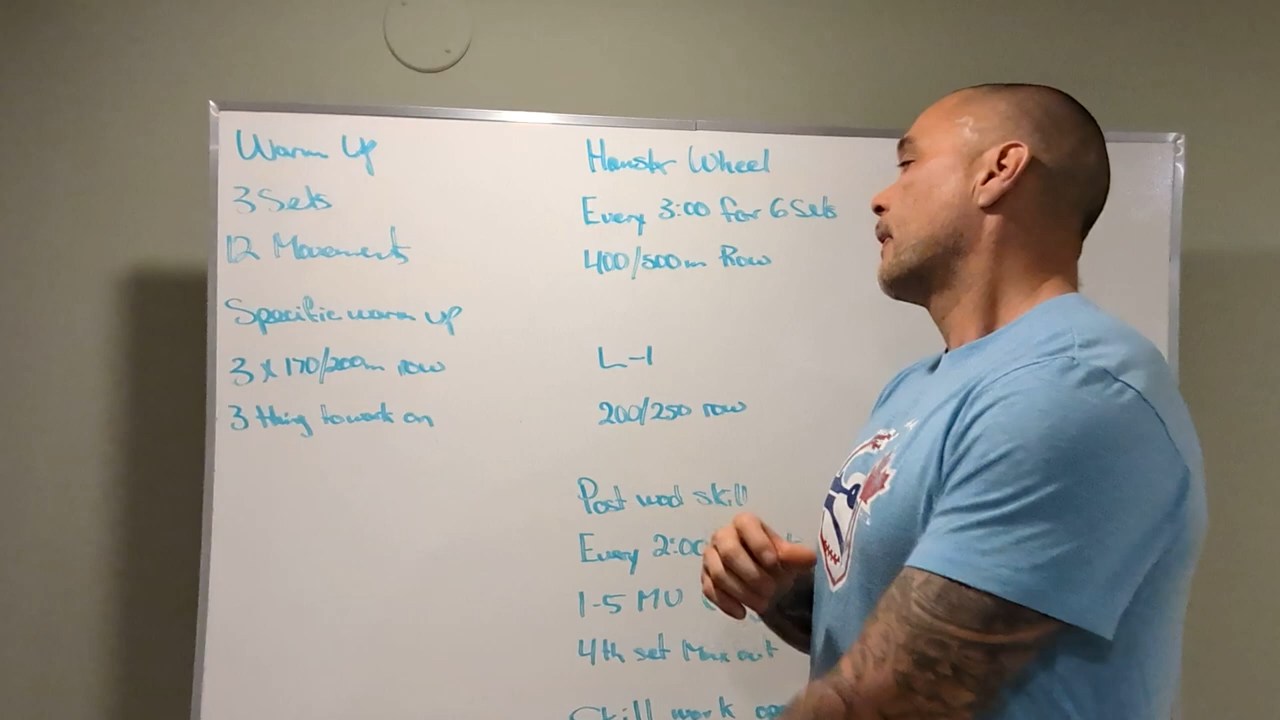 Warm Up
3 Sets
12 Movements
Specific warm up
3 x 170/200m row
3 thing to work on
Hamster Wheel
Every 3:00 for 6 Sets
400/500m Row
L-1
200/250 row
Post wod skill
Every 2:00
1-5 MU
4th set Max out
Skill work